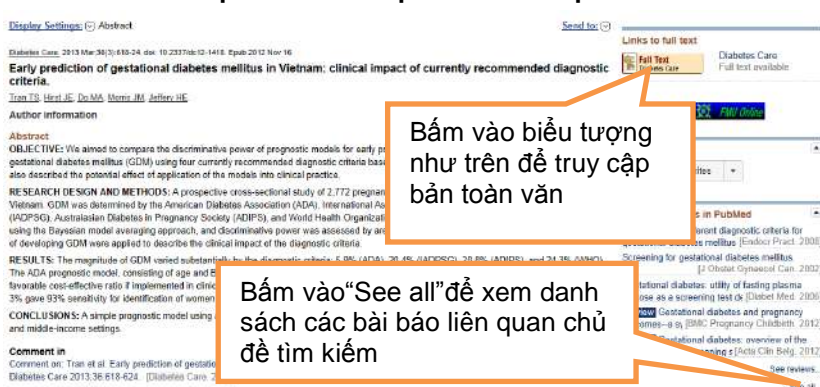 Display Settings: Abstract
Send to:
Diabetes Care. 2013 Mar;36(3):618-24. doi: 10.2337/dc12-1418. Epub 2012 Nov 16.
Early prediction of gestational diabetes mellitus in Vietnam: clinical impact of currently recommended diagnostic
criteria.
Tran TS, Hirst JE, Do MA, Morris JM, Jeffery HE.
Author information
Abstract
OBJECTIVE: We aimed to compare the discriminative power of prognostic models for early
gestational diabetes mellitus (GDM) using four currently recommended diagnostic criteria
also described the potential effect of application of the models into clinical practice.
RESEARCH DESIGN AND METHODS: A prospective cross-sectional study of 2,772
Vietnam. GDM was determined by the American Diabetes Association (ADA), International
(IADPSG), Australasian Diabetes in Pregnancy Society (ADIPS), and World Health
using the Bayesian model averaging approach, and discriminative power was assessed by
of developing GDM were applied to describe the clinical impact of the diagnostic criteria.
RESULTS: The magnitude of GDM varied substantially by the diagnostic criteria: 5.9% (ADA), 20.4% (IADPSG), 20.8% (ADIPS), and 24.3% (WHO).
The ADA prognostic model, consisting of age and
favorable cost-effective ratio if implemented in
3% gave 93% sensitivity for identification of women
CONCLUSIONS: A simple prognostic model using
and middle-income settings.
Comment in
Comment on: Tran et al. Early prediction of
Diabetes Care 2013;36:618-624. [Diabetes Care.
Links to full text
Full Text
Diabetes Care
Diabetes Care
Full text available
Online
Bấm vào biểu tượng
như trên để truy cập
bản toàn văn
in PubMed
diagnostic criteria for
diabetes mellitus [Endocr Pract. 2008]
Screening for gestational diabetes mellitus.
[J Obstet Gynaecol Can. 2002]
diabetes: utility of fasting plasma
as a screening test [Diabet Med. 2006]
Gestational diabetes and pregnancy
[BMC Pregnancy Childbirth. 2012]
diabetes: overview of the
[Acta Clin Belg. 2012]
See reviews...
Bấm vào“See all”để xem danh
sách các bài báo liên quan chủ
đề tìm kiếm